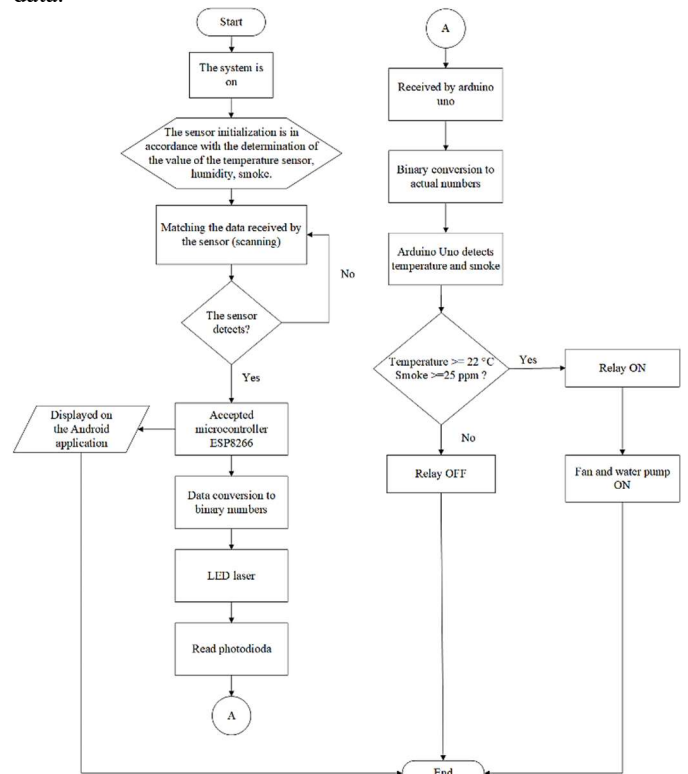 data.
Start
The system is
on
The sensor initialization is in
accordance with the determination of
the value of the temperature sensor,
humidity, smoke.
Matching the data received by
the sensor (scanning)
No
The sensor
detects?
Yes
Accepted
microcontroller
ESP8266
Displayed on
the Android
application
Data conversion to
binary numbers
LED laser
Read photodioda
A
A
Received by arduino
uno
Binary conversion to
actual numbers
Arduino Uno detects
temperature and smoke
Temperature >= 22 °C
Smoke >=25 ppm ?
Yes
Relay ON
No
Relay OFF
Fan and water pump
ON
End